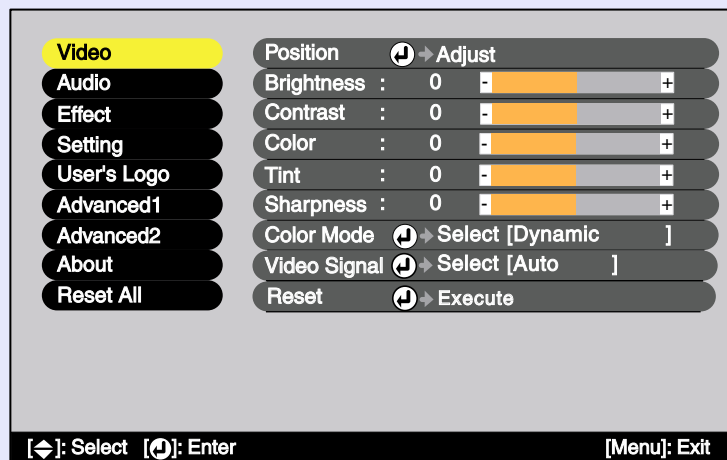 Video
Audio
Effect
Setting
User's Logo
Advanced1
Advanced2
About
Reset All
Position Adjust
Brightness : 0 - +
Contrast : 0 - +
Color : 0 - +
Tint : 0 - +
Sharpness : 0 - +
Color Mode Select [Dynamic ]
Video Signal Select [Auto ]
Reset Execute
[ ]: Select [ ]: Enter [Menu]: Exit